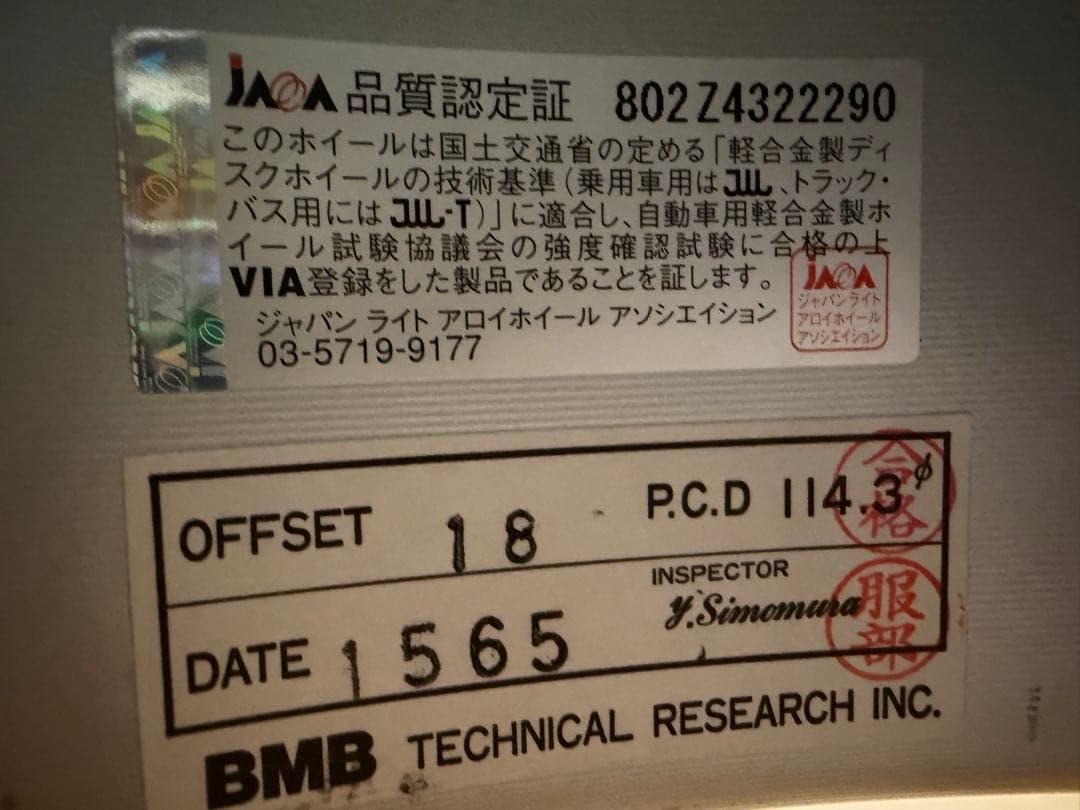 JAWA 品質認定証 802Z4322290
このホイールは国土交通省の定める「軽合金製ディ
スクホイールの技術基準(乗用車用はJWL、トラック・
バス用にはJWL-T)」に適合し、自動車用軽合金製ホ
イール試験協議会の強度確認試験に合格の上
VIA登録をした製品であることを証します。
ジャパン ライト アロイホイール アソシエイション
03-5719-9177
JAWA
ジャパンライト
アロイホイール
アソシエイション
OFFSET 18 P.C.D 114.3φ
合格
INSPECTOR
y.Simomura
服部
DATE 1565
BMB TECHNICAL RESEARCH INC.